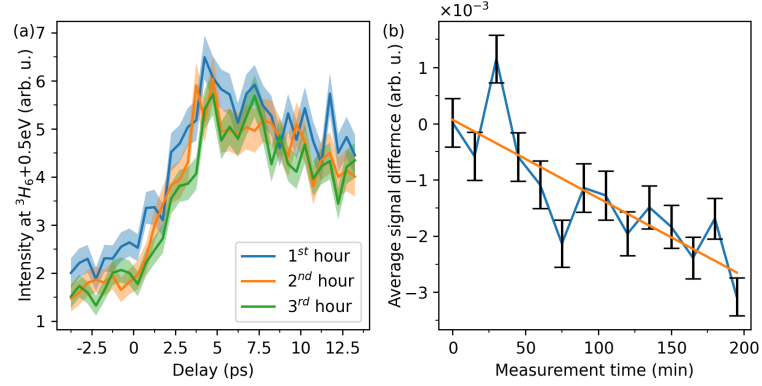 (a)
7
6
5
4
3
2
1
Intensity at ³H₆+0.5eV (arb. u.)
-2.5
0
2.5
5
7.5
10
12.5
Delay (ps)
1ˢᵗ hour
2ⁿᵈ hour
3ʳᵈ hour
(b)
×10⁻³
1
0
−1
−2
−3
Average signal differnce (arb. u.)
0
50
100
150
200
Measurement time (min)